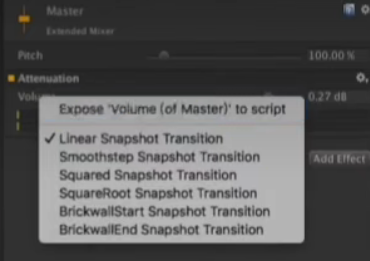 Master
Extended Mixer
Pitch 100.00 %
Attenuation
Volume 0.27 dB
Expose 'Volume (of Master)' to script
✓ Linear Snapshot Transition
Smoothstep Snapshot Transition
Squared Snapshot Transition
Add Effect
SquareRoot Snapshot Transition
BrickwallStart Snapshot Transition
BrickwallEnd Snapshot Transition